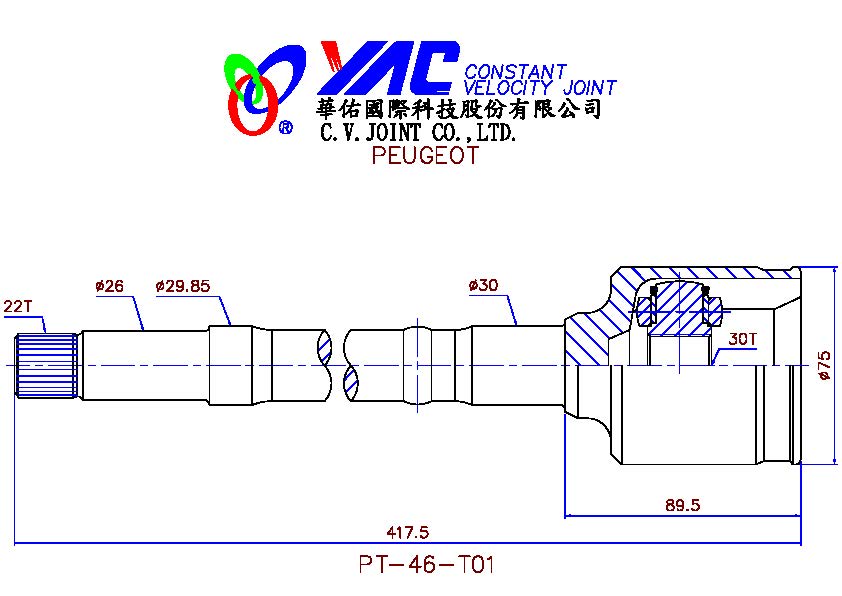 YAC CONSTANT
VELOCITY JOINT
®
華佑國際科技股份有限公司
C.V.JOINT CO.,LTD.
PEUGEOT
22T
ø26
ø29.85
ø30
30T
ø75
89.5
417.5
PT-46-T01